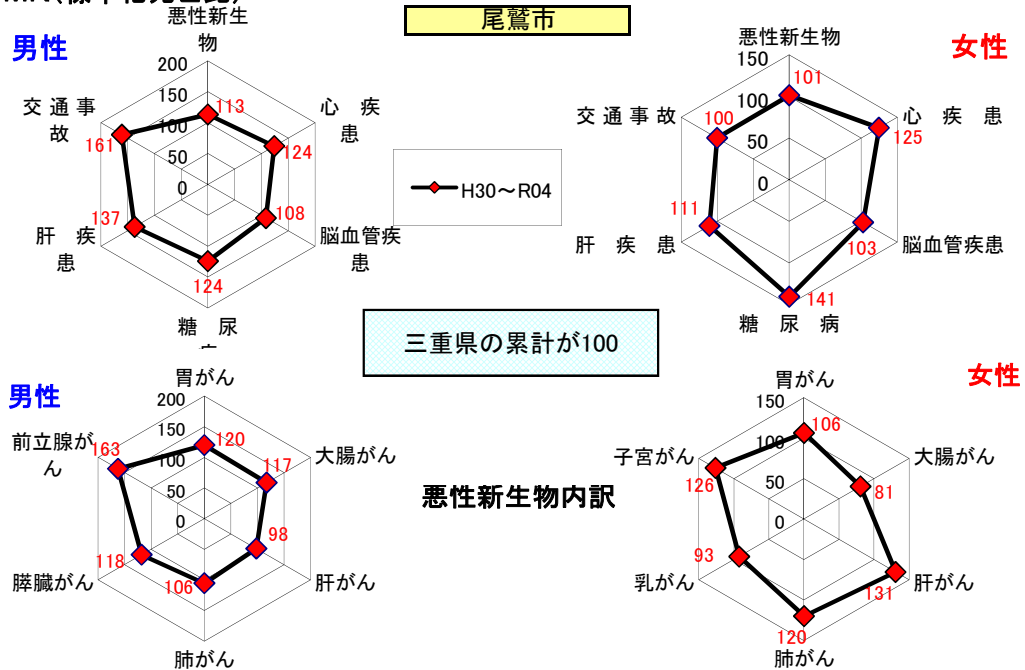 尾鷲市
男性
悪性新生
物
200
150
100
50
0
113
心 疾
患
124
108
脳血管疾
患
124
糖 尿
137
肝 疾
患
161
交 通 事
故
H30～R04
女性
悪性新生物
150
100
50
0
101
心 疾 患
125
103
脳血管疾患
141
糖 尿 病
111
肝 疾 患
100
交 通 事 故
三重県の累計が100
男性
胃がん
200
150
100
50
0
120
117
大腸がん
98
肝がん
106
肺がん
118
膵臓がん
163
前立腺が
ん
悪性新生物内訳
女性
胃がん
150
100
50
0
106
大腸がん
81
131
肝がん
120
肺がん
93
乳がん
126
子宮がん